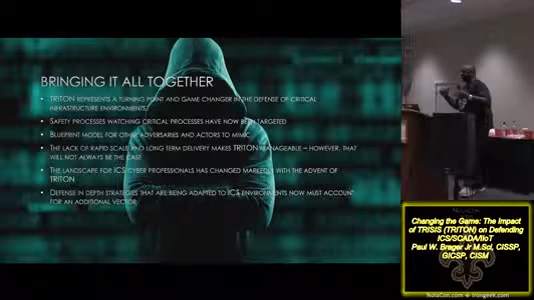 BRINGING IT ALL TOGETHER
• TRITON REPRESENTS A TURNING POINT AND GAME CHANGER IN THE DEFENSE OF CRITICAL
INFRASTRUCTURE ENVIRONMENTS
• SAFETY PROCESSES WATCHING CRITICAL PROCESSES HAVE NOW BEEN TARGETED
• BLUEPRINT MODEL FOR OTHER ADVERSARIES AND ACTORS TO MIMIC
• THE LACK OF RAPID SCALE AND LONG TERM DELIVERY MAKES TRITON MANAGEABLE – HOWEVER, THAT
WILL NOT ALWAYS BE THE CASE
• THE LANDSCAPE FOR ICS CYBER PROFESSIONALS HAS CHANGED MARKEDLY WITH THE ADVENT OF
TRITON
• DEFENSE IN DEPTH STRATEGIES THAT ARE BEING ADAPTED TO ICS ENVIRONMENTS NOW MUST ACCOUNT
FOR AN ADDITIONAL VECTOR
Changing the Game: The Impact
of TRISIS (TRITON) on Defending
ICS/SCADA/IIoT
Paul W. Brager Jr M.Sci, CISSP,
GICSP, CISM
NolaCon.com & Irongeek.com